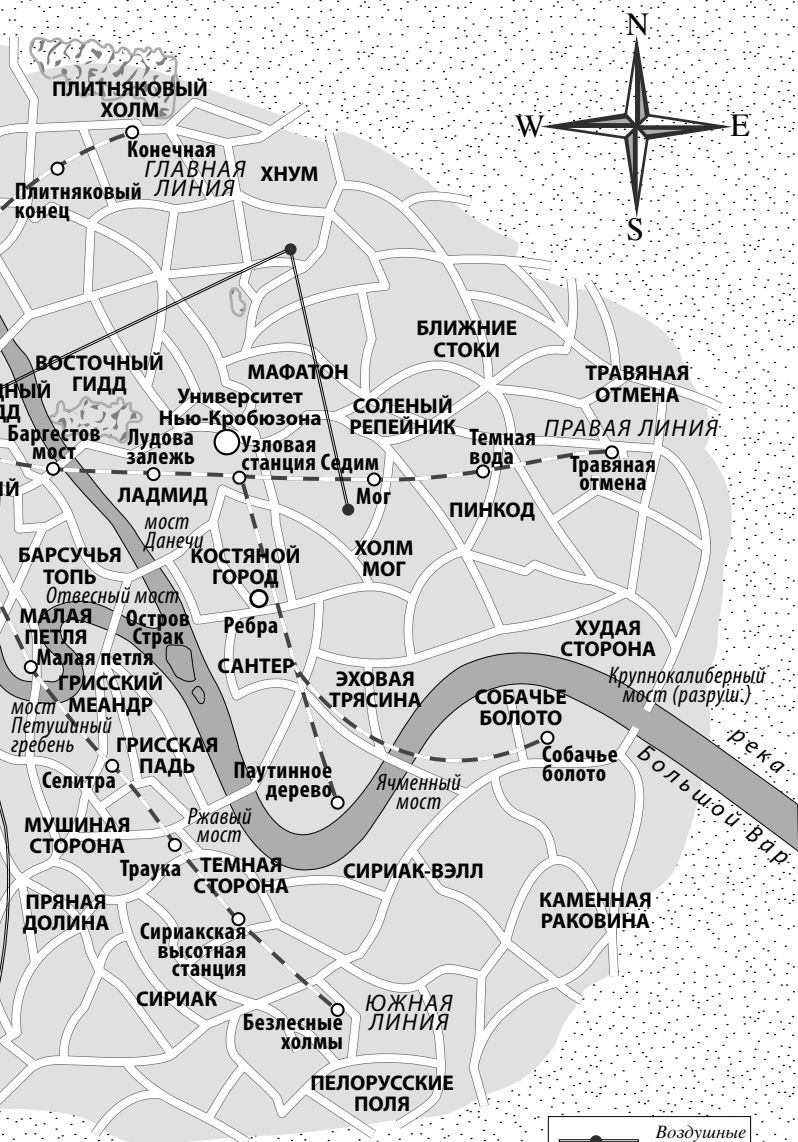 N
W
E
S
ПЛИТНЯКОВЫЙ
ХОЛМ
Конечная
ГЛАВНАЯ
ЛИНИЯ
ХНУМ
Плитняковый
конец
БЛИЖНИЕ
СТОКИ
ВОСТОЧНЫЙ
ГИДД
МАФАТОН
ТРАВЯНАЯ
ОТМЕНА
Университет
Нью-Кробюзона
СОЛЕНЫЙ
РЕПЕЙНИК
ПРАВАЯ ЛИНИЯ
Баргестов
мост
Лудова
залежь
Узловая
станция Седим
Темная
вода
Травяная
отмена
Мог
ЛАДМИД
ПИНКОД
мост
Данечи
БАРСУЧЬЯ
ТОПЬ
КОСТЯНОЙ
ГОРОД
ХОЛМ
МОГ
Отвесный мост
МАЛАЯ
ПЕТЛЯ
Остров
Страк
Ребра
ХУДАЯ
СТОРОНА
Малая петля
САНТЕР
ЭХОВАЯ
ТРЯСИНА
Крупнокалиберный
мост (разруш.)
ГРИССКИЙ
МЕАНДР
СОБАЧЬЕ
БОЛОТО
мост
Петушиный
гребень
ГРИССКАЯ
ПАДЬ
Собачье
болото
река
Большой Вар
Селитра
Паутинное
дерево
Ячменный
мост
Ржавый
мост
МУШИНАЯ
СТОРОНА
Траука
ТЕМНАЯ
СТОРОНА
СИРИАК-ВЭЛЛ
ПРЯНАЯ
ДОЛИНА
КАМЕННАЯ
РАКОВИНА
Сириакская
высотная
станция
СИРИАК
Безлесные
холмы
ЮЖНАЯ
ЛИНИЯ
ПЕЛОРУССКИЕ
ПОЛЯ
Воздушные